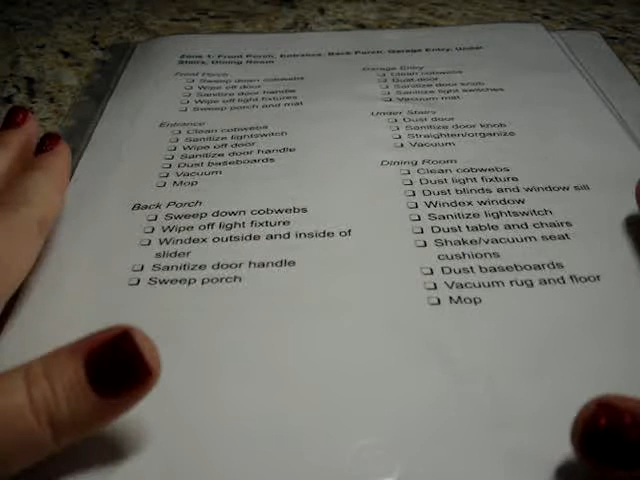 Zone 1: Front Porch, Entrance, Back Porch, Garage Entry, Under
Stairs, Dining Room
Front Porch
❏ Sweep down cobwebs
❏ Wipe off door
❏ Sanitize door handle
❏ Wipe off light fixtures
❏ Sweep porch and mat
Entrance
❏ Clean cobwebs
❏ Sanitize lightswitch
❏ Wipe off door
❏ Sanitize door handle
❏ Dust baseboards
❏ Vacuum
❏ Mop
Back Porch
❏ Sweep down cobwebs
❏ Wipe off light fixture
❏ Windex outside and inside of
slider
❏ Sanitize door handle
❏ Sweep porch
Garage Entry
❏ Clean cobwebs
❏ Dust door
❏ Sanitize door knob
❏ Sanitize light switches
❏ Vacuum mat
Under Stairs
❏ Dust door
❏ Sanitize door knob
❏ Straighten/organize
❏ Vacuum
Dining Room
❏ Clean cobwebs
❏ Dust light fixture
❏ Dust blinds and window sill
❏ Windex window
❏ Sanitize lightswitch
❏ Dust table and chairs
❏ Shake/vacuum seat
cushions
❏ Dust baseboards
❏ Vacuum rug and floor
❏ Mop